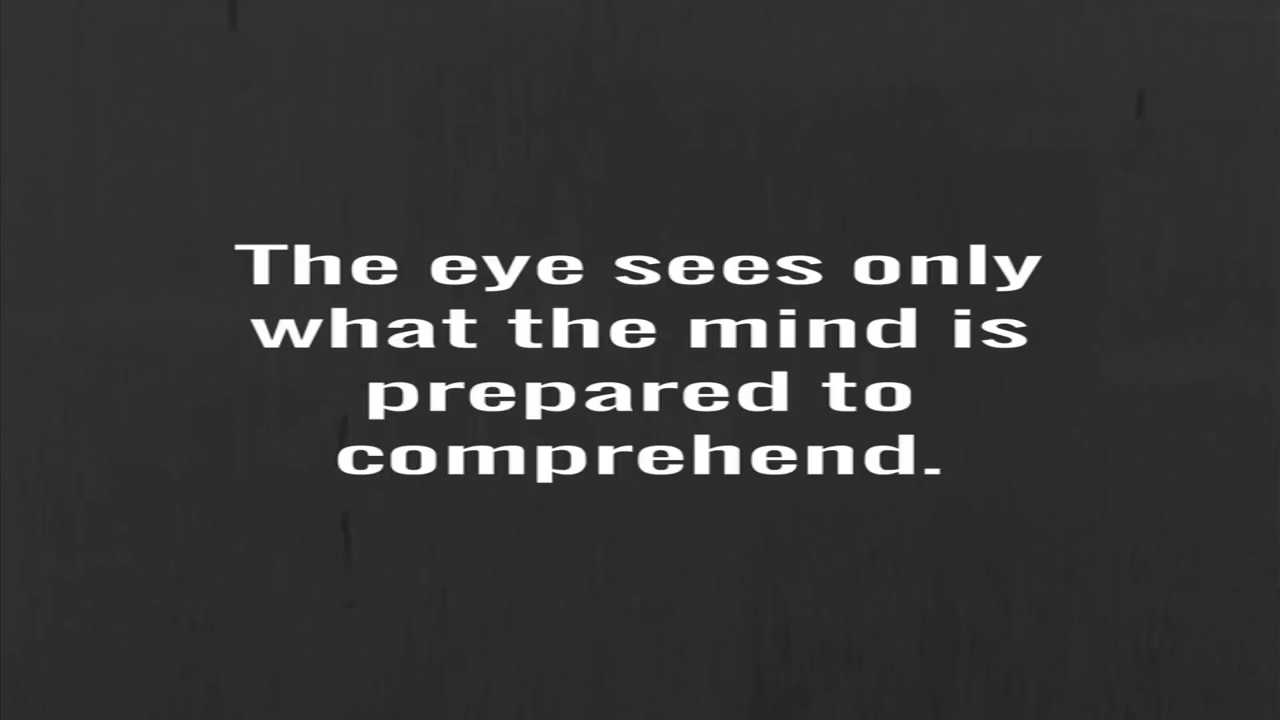 The eye sees only
what the mind is
prepared to
comprehend.